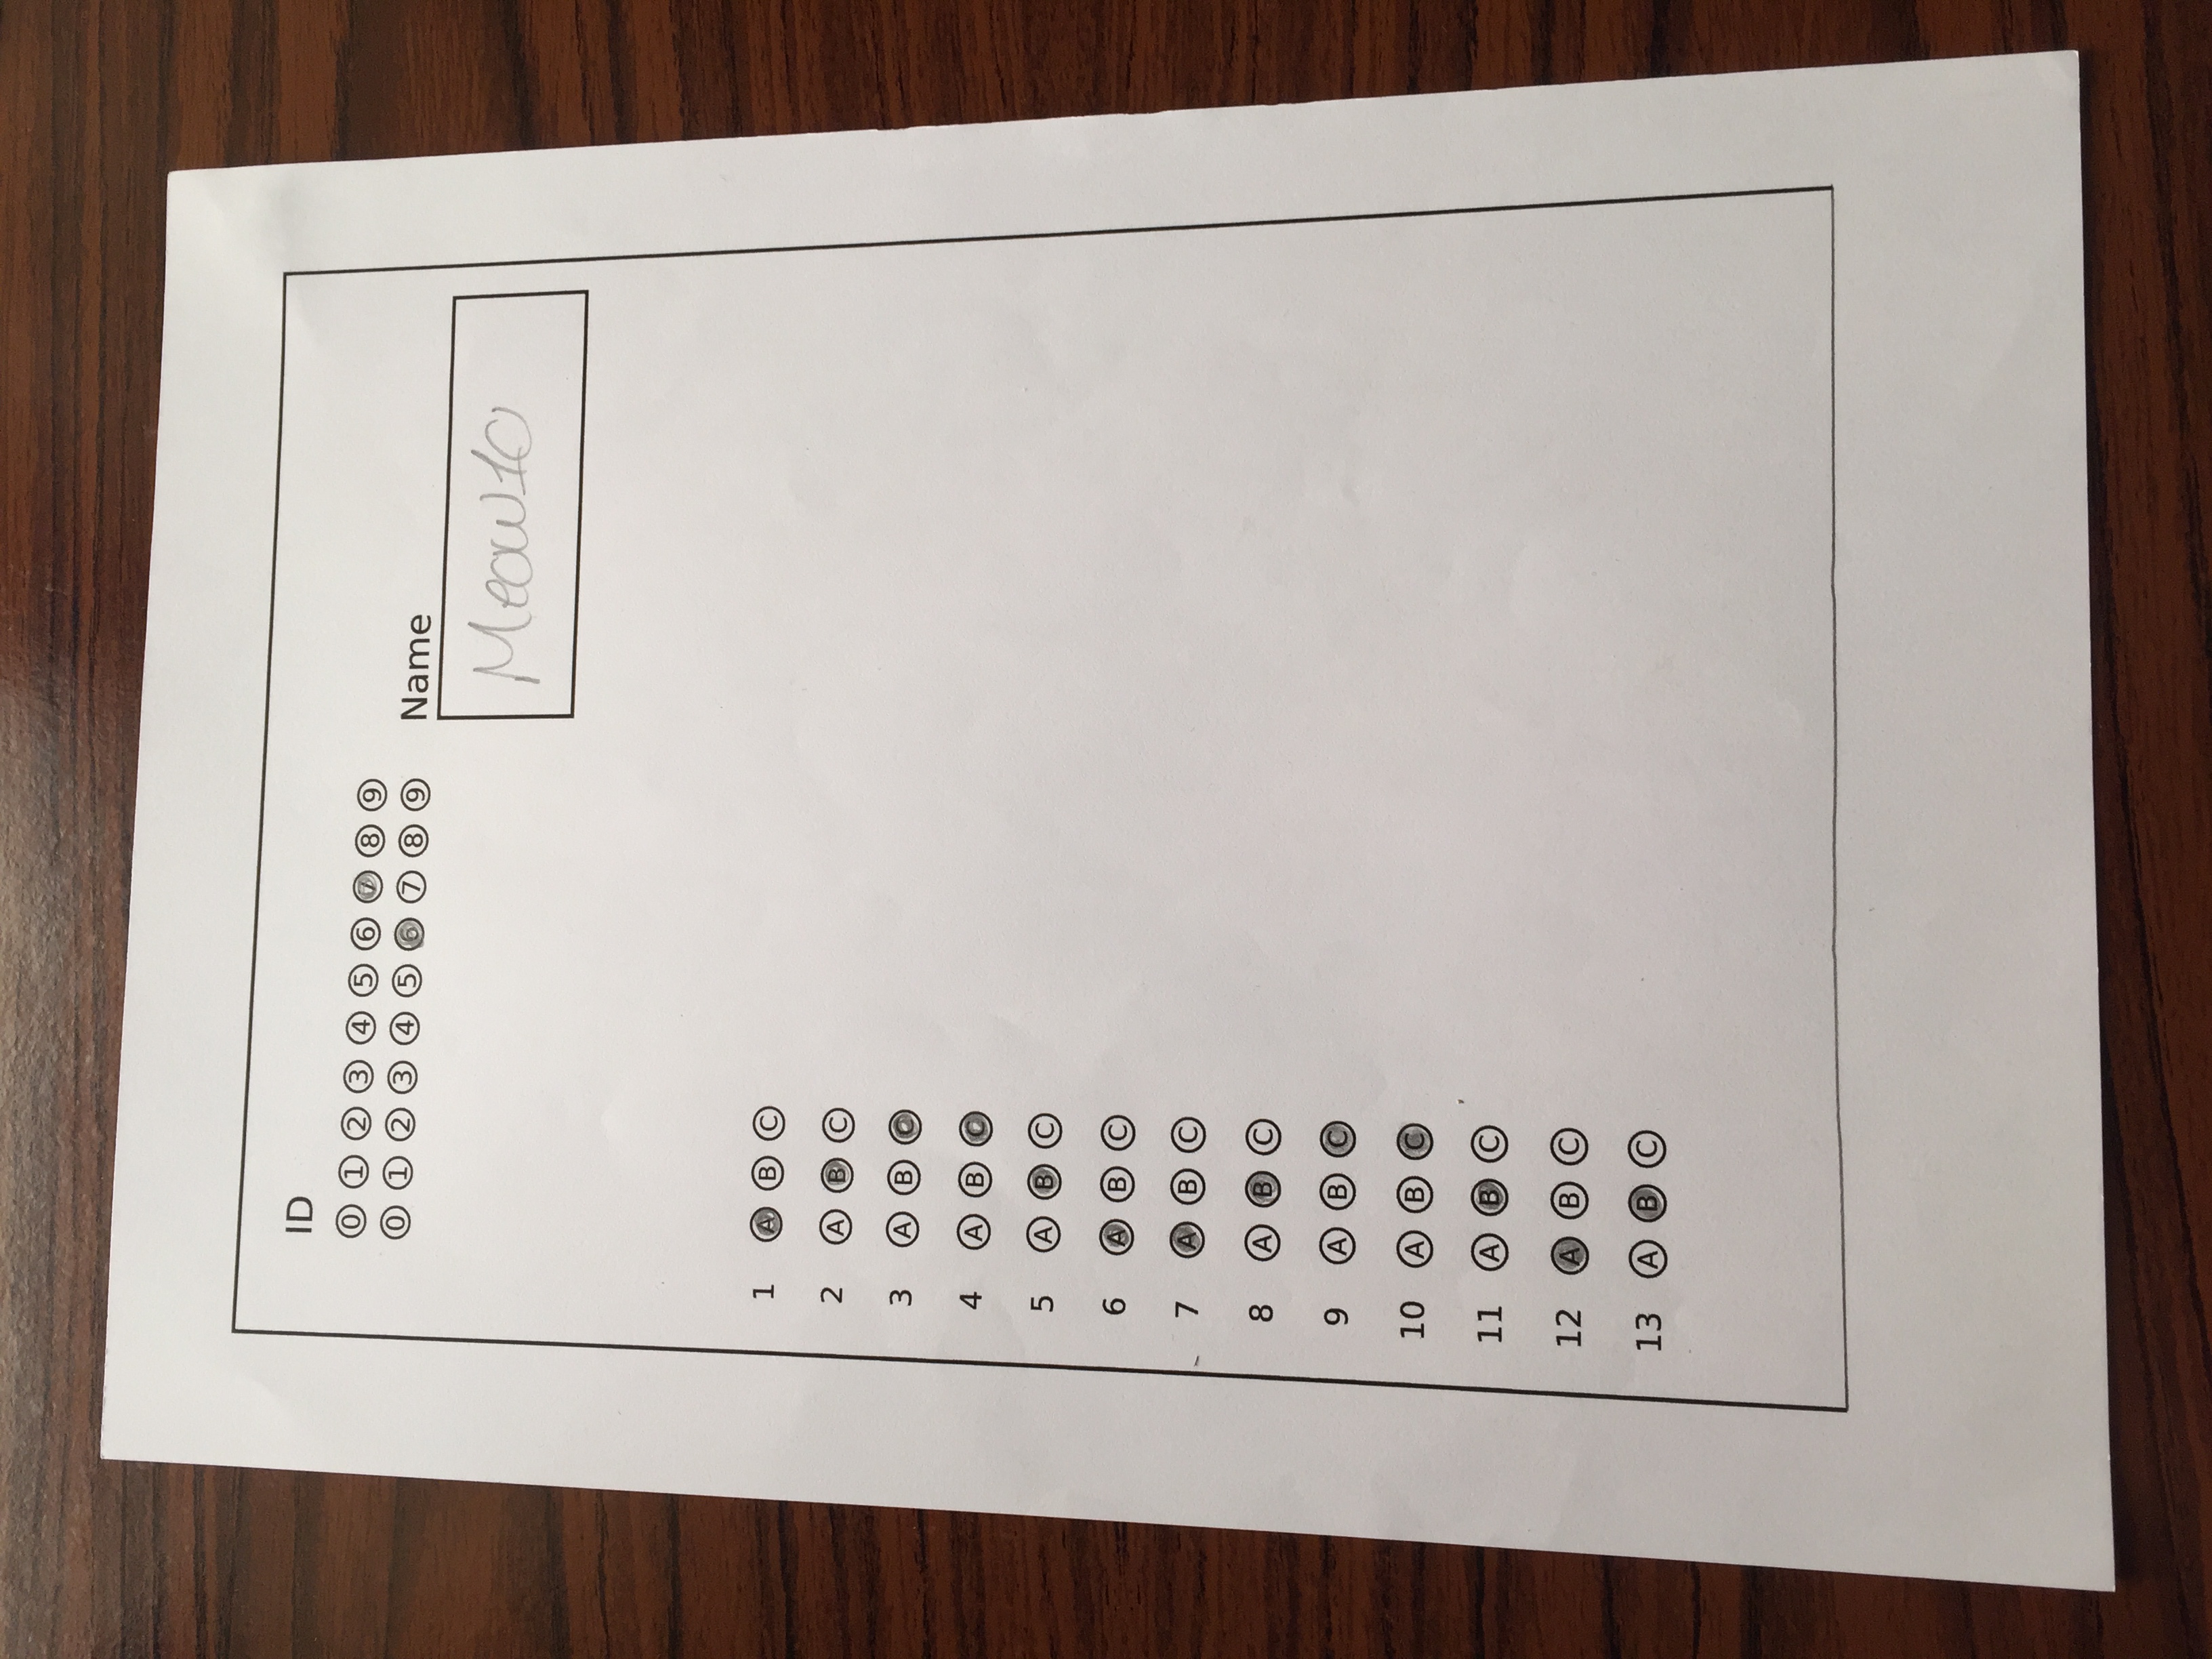 ID
0 1 2 3 4 5 6 7 8 9
0 1 2 3 4 5 6 7 8 9
Name
Meow10
1 A B C
2 A B C
3 A B C
4 A B C
5 A B C
6 A B C
7 A B C
8 A B C
9 A B C
10 A B C
11 A B C
12 A B C
13 A B C